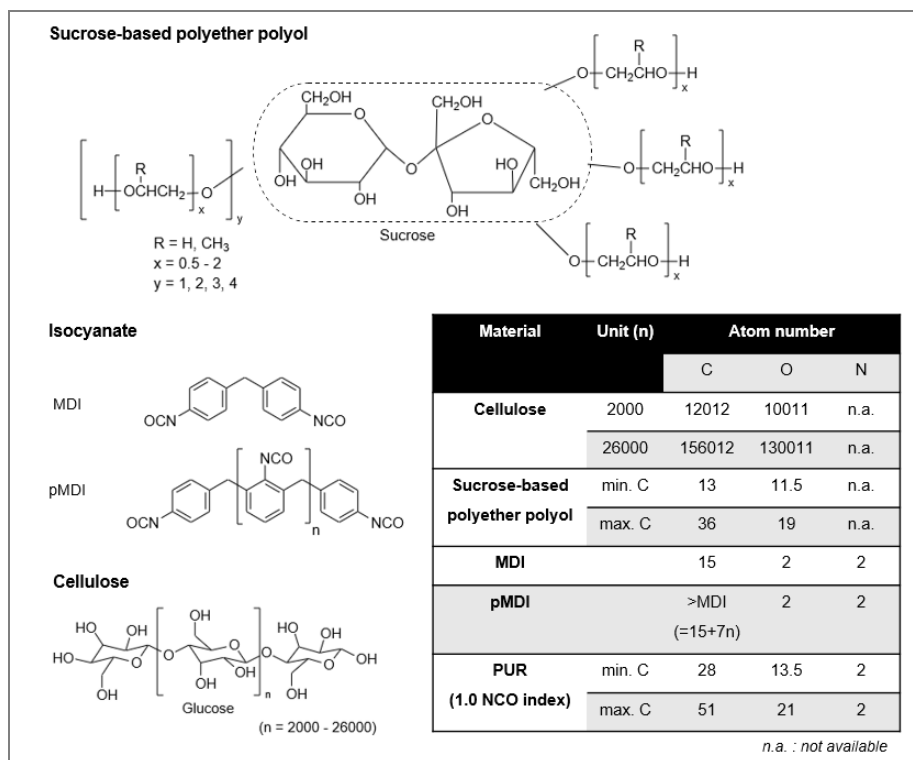 Sucrose-based polyether polyol
R
O CH₂CHO H
x
CH₂OH
O
OH
HO
OH
O
CH₂OH
O
HO
CH₂OH
OH
Sucrose
R
H OCHCH₂ O
x
y
R
O CH₂CHO H
x
R
O CH₂CHO H
x
R = H, CH₃
x = 0.5 - 2
y = 1, 2, 3, 4
Isocyanate
MDI
OCN
NCO
pMDI
NCO
OCN
NCO
n
Cellulose
OH
OH
HO
O
OH
O
OH
O
OH
OH
O
n
OH
OH
O
OH
OH
Glucose
(n = 2000 - 26000)
Material Unit (n) Atom number
C O N
Cellulose 2000 12012 10011 n.a.
26000 156012 130011 n.a.
Sucrose-based min. C 13 11.5 n.a.
polyether polyol max. C 36 19 n.a.
MDI 15 2 2
pMDI >MDI 2 2
(=15+7n)
PUR min. C 28 13.5 2
(1.0 NCO index) max. C 51 21 2
n.a. : not available